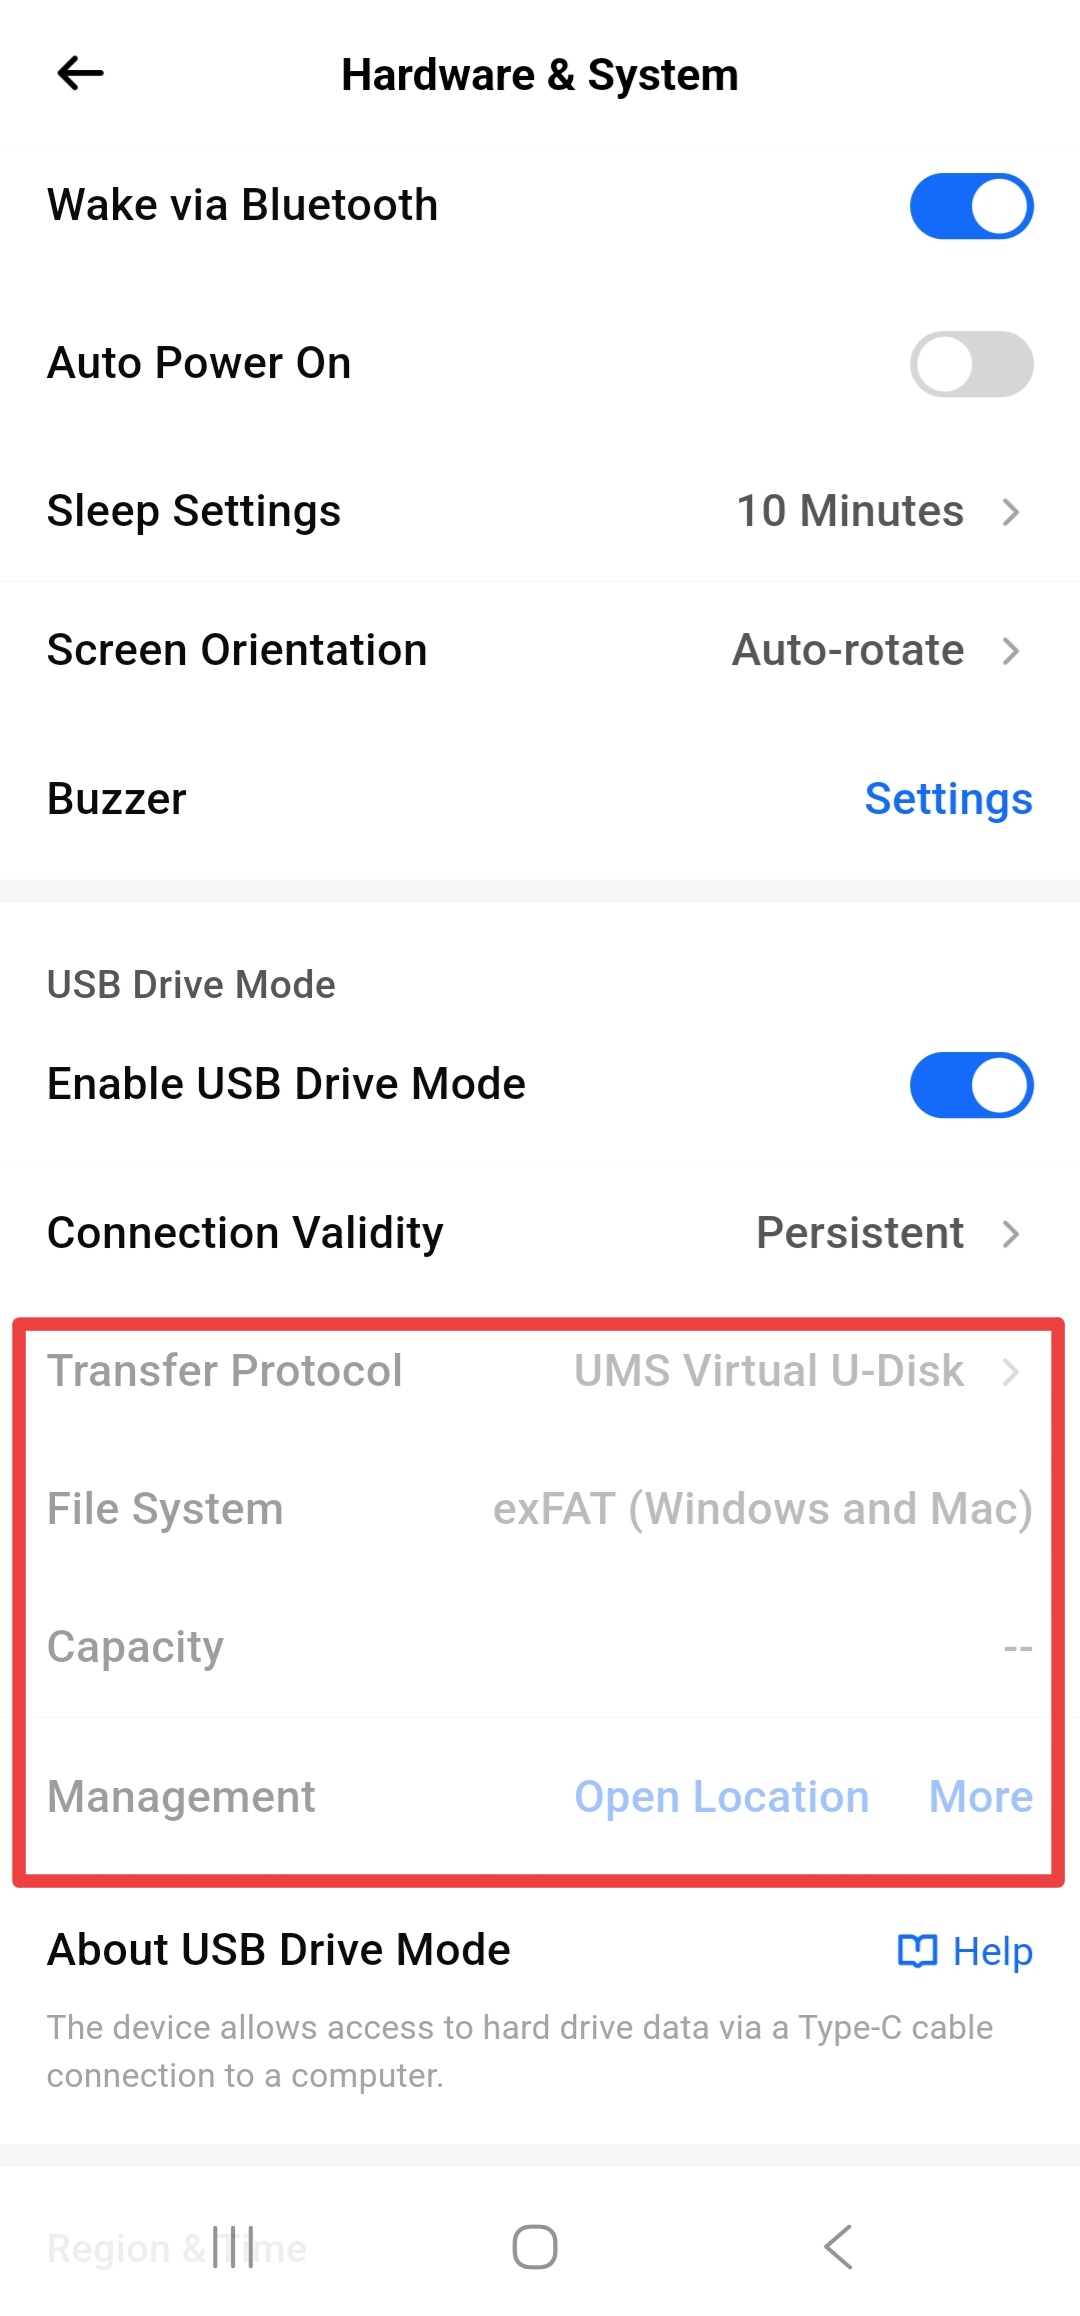 Hardware & System
Wake via Bluetooth
Auto Power On
Sleep Settings 10 Minutes
Screen Orientation Auto-rotate
Buzzer Settings
USB Drive Mode
Enable USB Drive Mode
Connection Validity Persistent
Transfer Protocol UMS Virtual U-Disk
File System exFAT (Windows and Mac)
Capacity --
Management Open Location More
About USB Drive Mode Help
The device allows access to hard drive data via a Type-C cable
connection to a computer.
Region & Time